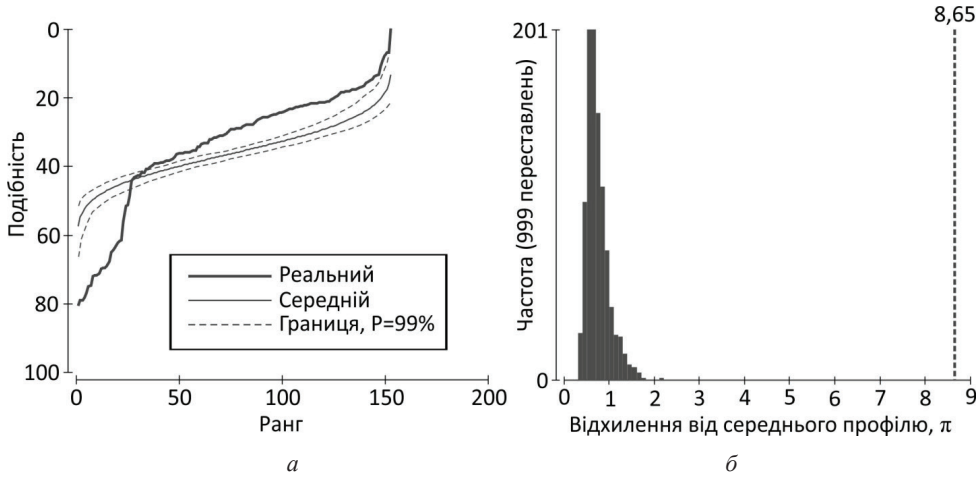 0
20
40
60
80
100
Подібність
Реальний
Середній
Границя, P=99%
0
50
100
150
200
Ранг
а
8,65
201
0
Частота (999 переставлень)
0
1
2
3
4
5
6
7
8
9
Відхилення від середнього профілю, π
б